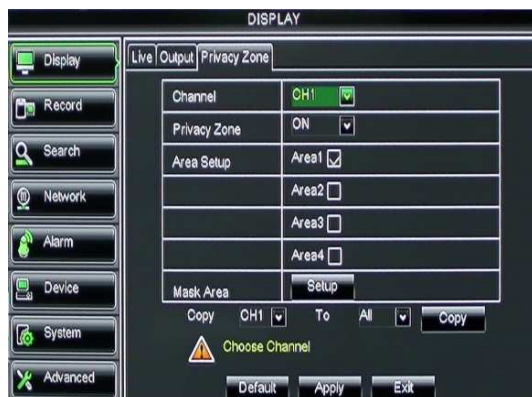 DISPLAY
Display
Record
Search
Network
Alarm
Device
System
Advanced
Live Output Privacy Zone
Channel CH1
Privacy Zone ON
Area Setup Area1
Area2
Area3
Area4
Mask Area Setup
Copy CH1 To All Copy
Choose Channel
Default Apply Exit